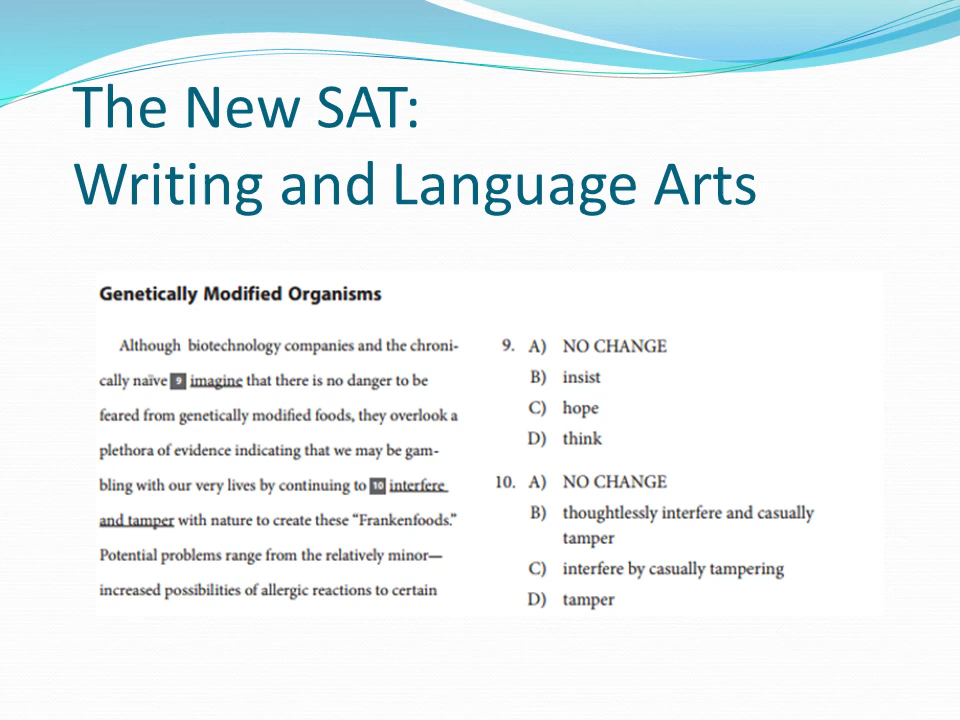 The New SAT:
Writing and Language Arts
Genetically Modified Organisms
Although biotechnology companies and the chroni-
cally naïve 9 imagine that there is no danger to be
feared from genetically modified foods, they overlook a
plethora of evidence indicating that we may be gam-
bling with our very lives by continuing to 10 interfere
and tamper with nature to create these “Frankenfoods.”
Potential problems range from the relatively minor—
increased possibilities of allergic reactions to certain
9. A) NO CHANGE
B) insist
C) hope
D) think
10. A) NO CHANGE
B) thoughtlessly interfere and casually
tamper
C) interfere by casually tampering
D) tamper